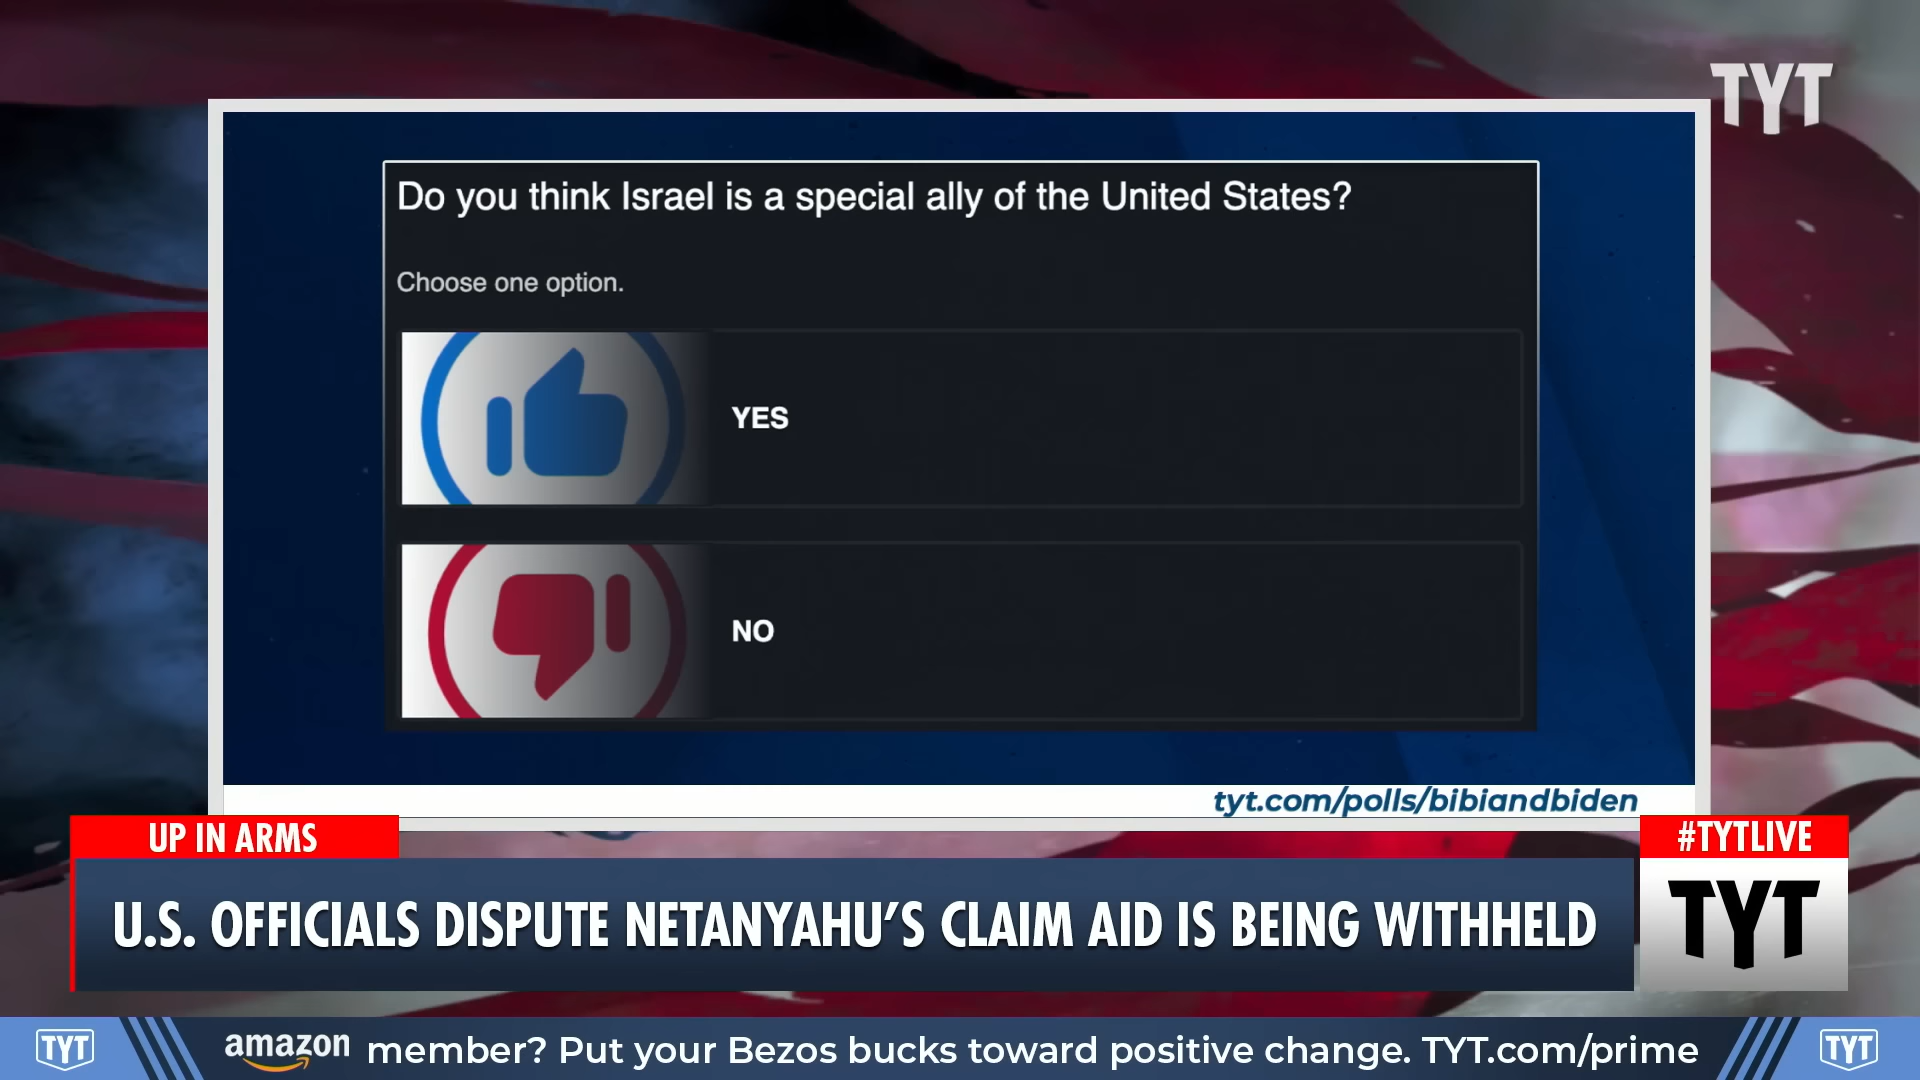 TYT
Do you think Israel is a special ally of the United States?
Choose one option.
YES
NO
tyt.com/polls/bibiandbiden
UP IN ARMS
#TYTLIVE
U.S. OFFICIALS DISPUTE NETANYAHU’S CLAIM AID IS BEING WITHHELD
TYT
TYT
amazon member? Put your Bezos bucks toward positive change. TYT.com/prime
TYT